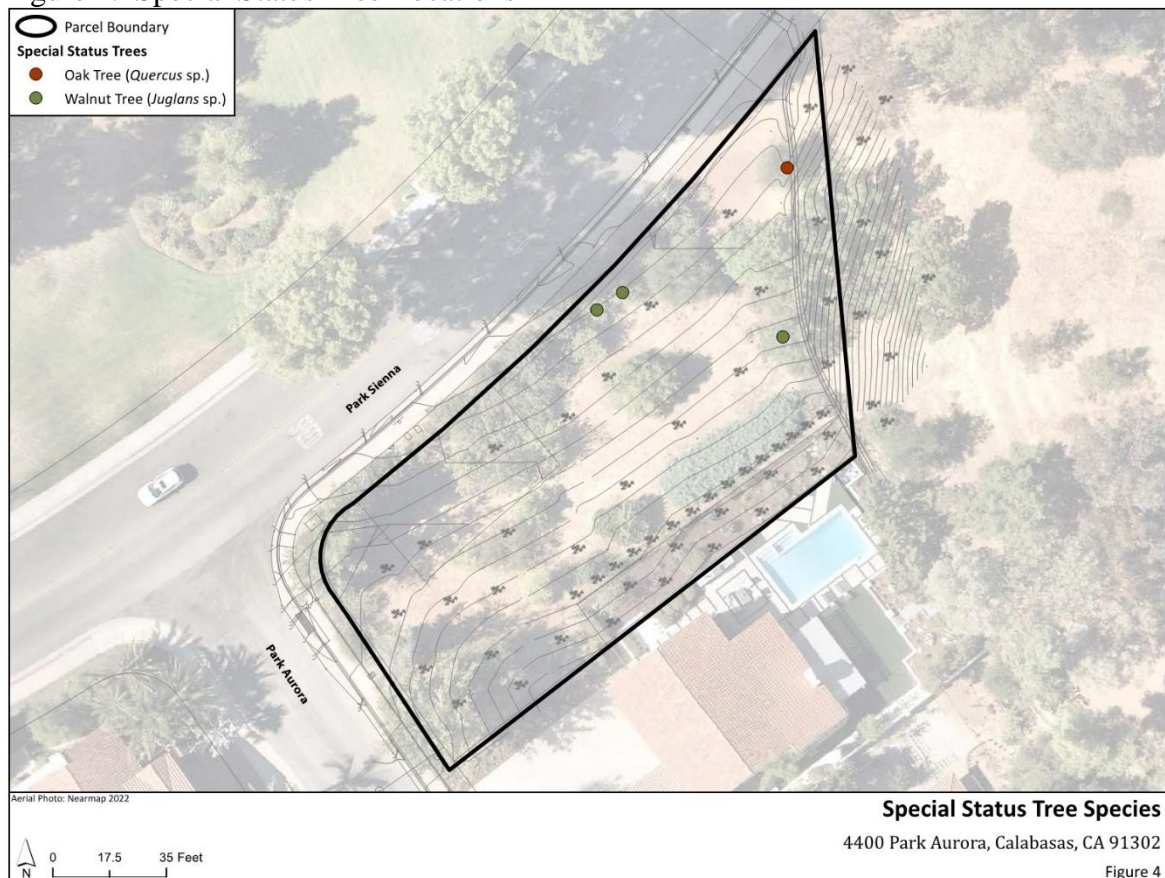 Parcel Boundary
Special Status Trees
Oak Tree (Quercus sp.)
Walnut Tree (Juglans sp.)
Park Sienna
Park Aurora
Aerial Photo: Nearmap 2022
Special Status Tree Species
4400 Park Aurora, Calabasas, CA 91302
Figure 4
N
0 17.5 35 Feet